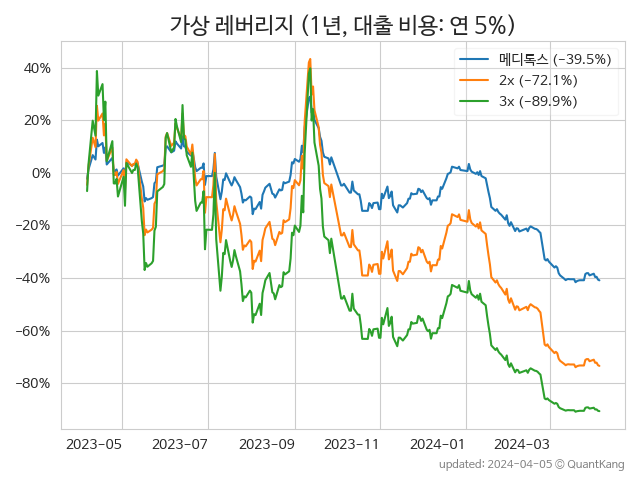 가상 레버리지 (1년, 대출 비용: 연 5%)
메디톡스 (−39.5%)
2x (−72.1%)
3x (−89.9%)
40%
20%
0%
−20%
−40%
−60%
−80%
2023-05 2023-07 2023-09 2023-11 2024-01 2024-03
updated: 2024-04-05 © QuantKang